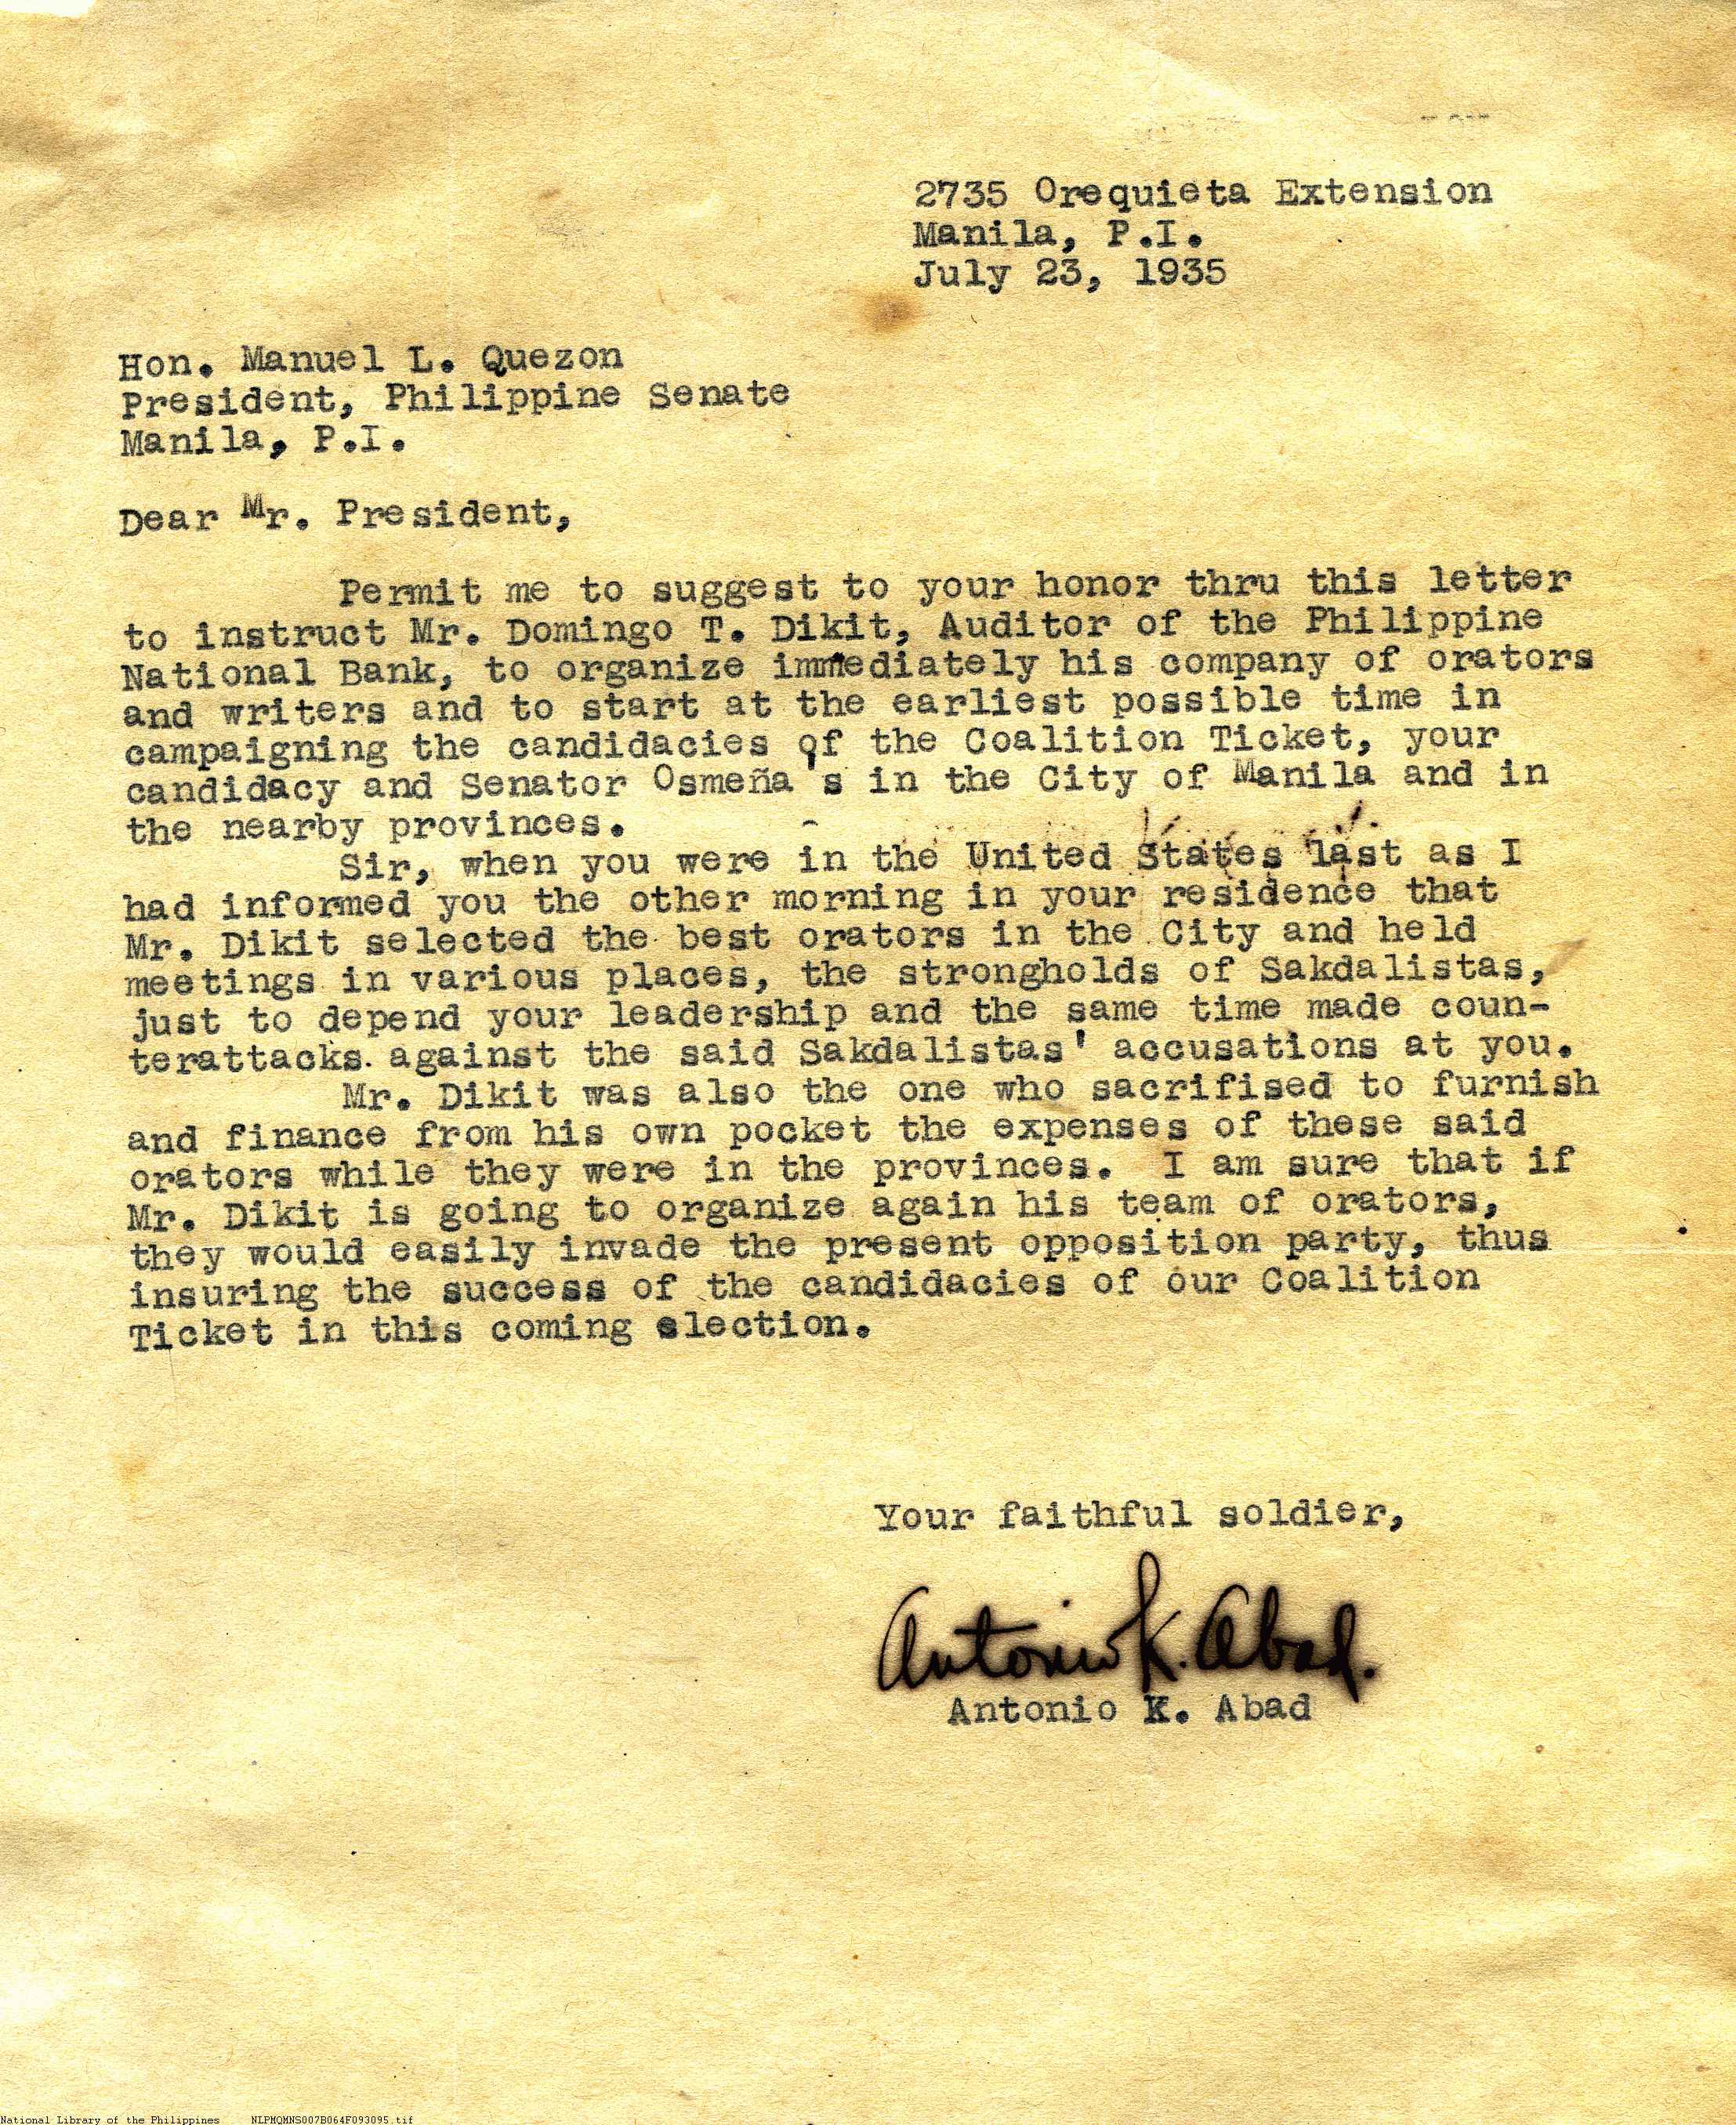 2735 Orequieta Extension
Manila, P.I.
July 23, 1935
Hon. Manuel L. Quezon
President, Philippine Senate
Manila, P.I.
Dear Mr. President,
Permit me to suggest to your honor thru this letter
to instruct Mr. Domingo T. Dikit, Auditor of the Philippine
National Bank, to organize immediately his company of orators
and writers and to start at the earliest possible time in
campaigning the candidacies of the Coalition Ticket, your
candidacy and Senator Osmeña's in the City of Manila and in
the nearby provinces.
Sir, when you were in the United States last as I
had informed you the other morning in your residence that
Mr. Dikit selected the best orators in the City and held
meetings in various places, the strongholds of Sakdalistas,
just to depend your leadership and the same time made coun-
terattacks against the said Sakdalistas' accusations at you.
Mr. Dikit was also the one who sacrifised to furnish
and finance from his own pocket the expenses of these said
orators while they were in the provinces. I am sure that if
Mr. Dikit is going to organize again his team of orators,
they would easily invade the present opposition party, thus
insuring the success of the candidacies of our Coalition
Ticket in this coming election.
Your faithful soldier,
Antonio K. Abad.
Antonio K. Abad
National Library of the Philippines NLPMQMNS007B064F093095.tif